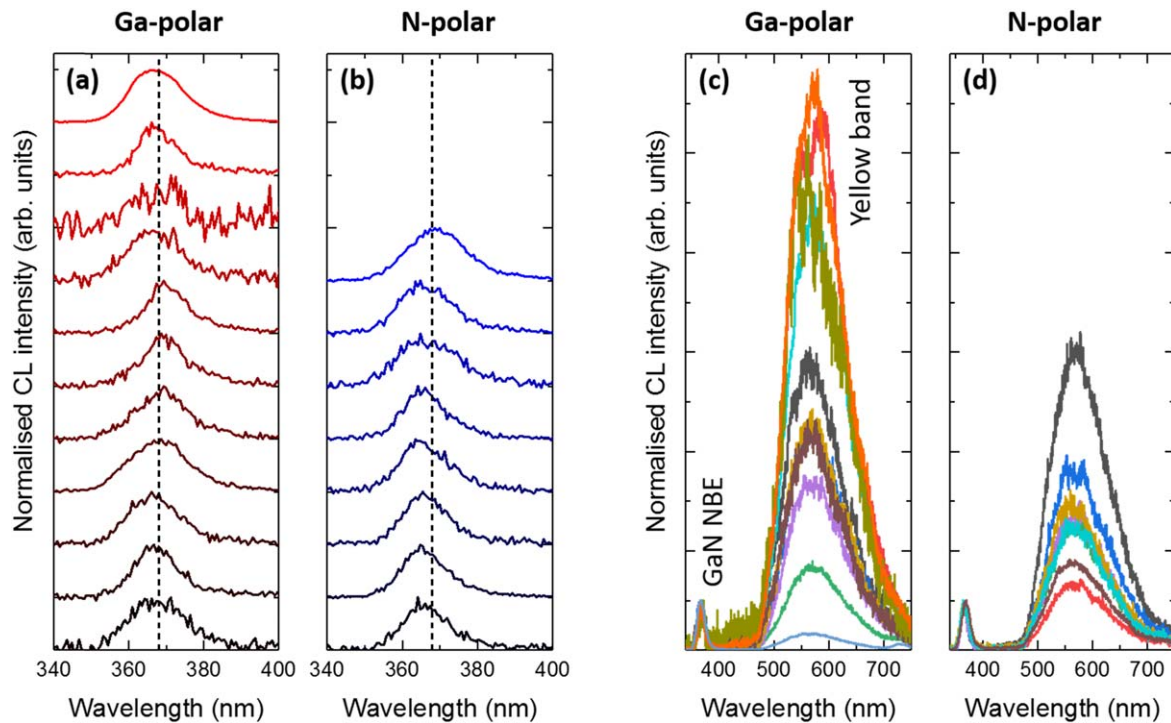 Ga-polar
N-polar
Ga-polar
N-polar
(a)
(b)
(c)
(d)
Normalised CL intensity (arb. units)
Normalised CL intensity (arb. units)
GaN NBE
Yellow band
340 360 380 400
340 360 380 400
400 500 600 700
400 500 600 700
Wavelength (nm)
Wavelength (nm)
Wavelength (nm)
Wavelength (nm)